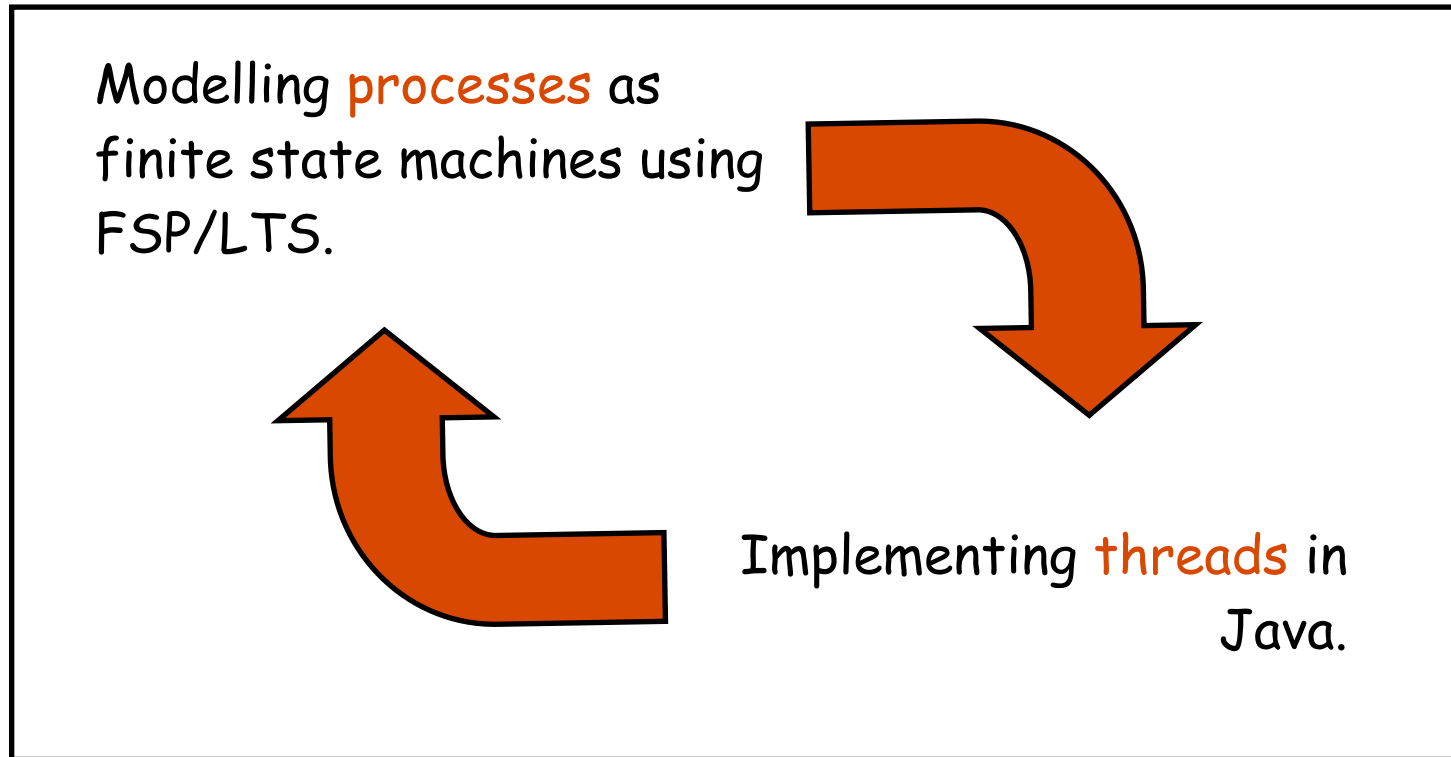 Modelling processes as
finite state machines using
FSP/LTS.
Implementing threads in
Java.